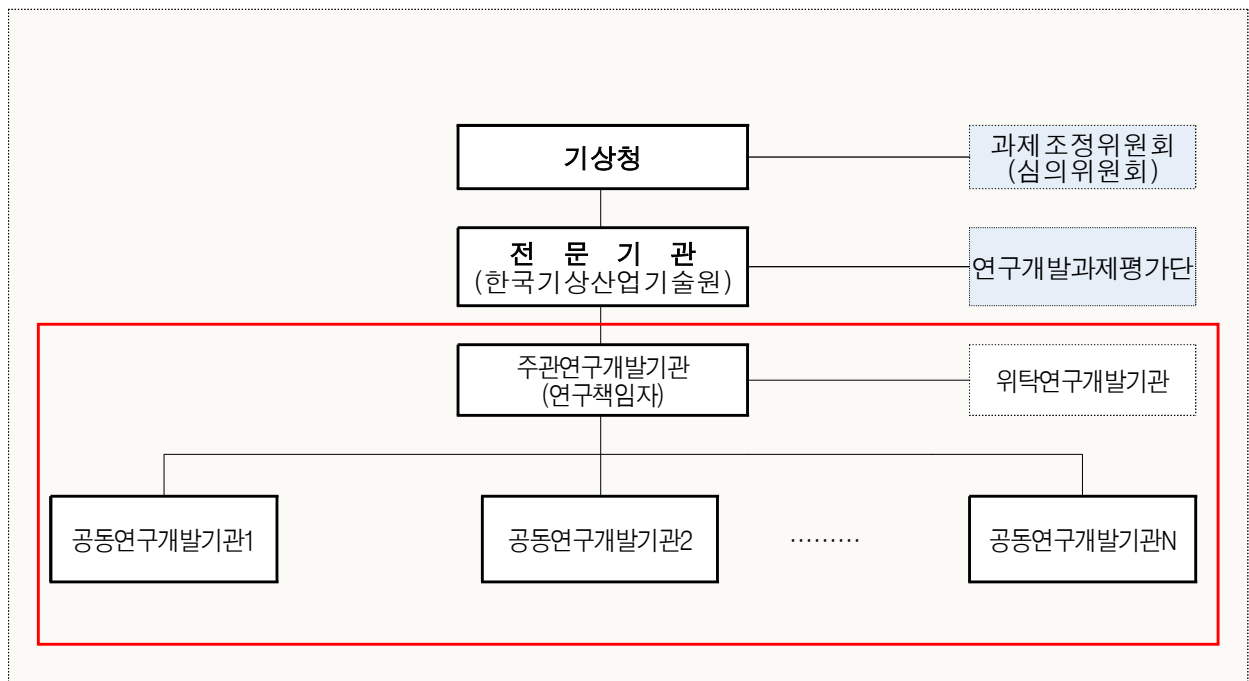 기상청
과제조정위원회
(심의위원회)
전 문 기 관
(한국기상산업기술원)
연구개발과제평가단
주관연구개발기관
(연구책임자)
위탁연구개발기관
공동연구개발기관1
공동연구개발기관2
………
공동연구개발기관N